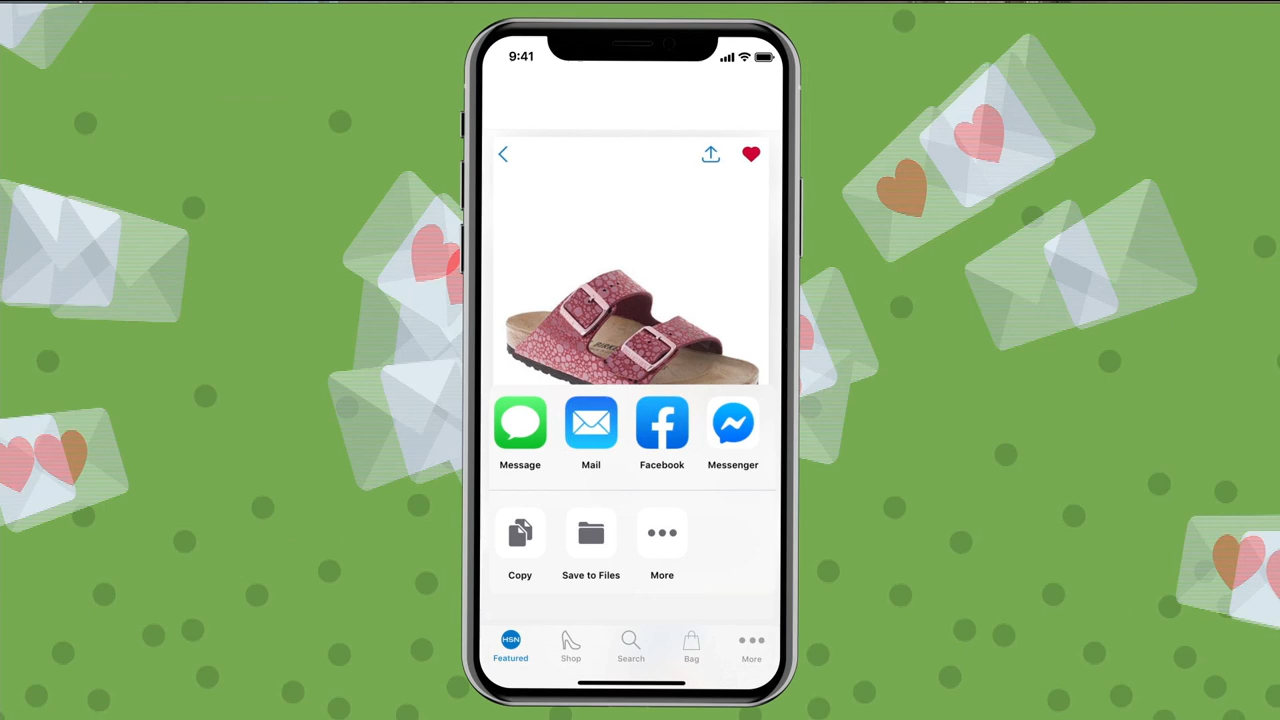 9:41
Message Mail Facebook Messenger
Copy Save to Files More
HSN
Featured Shop Search Bag More